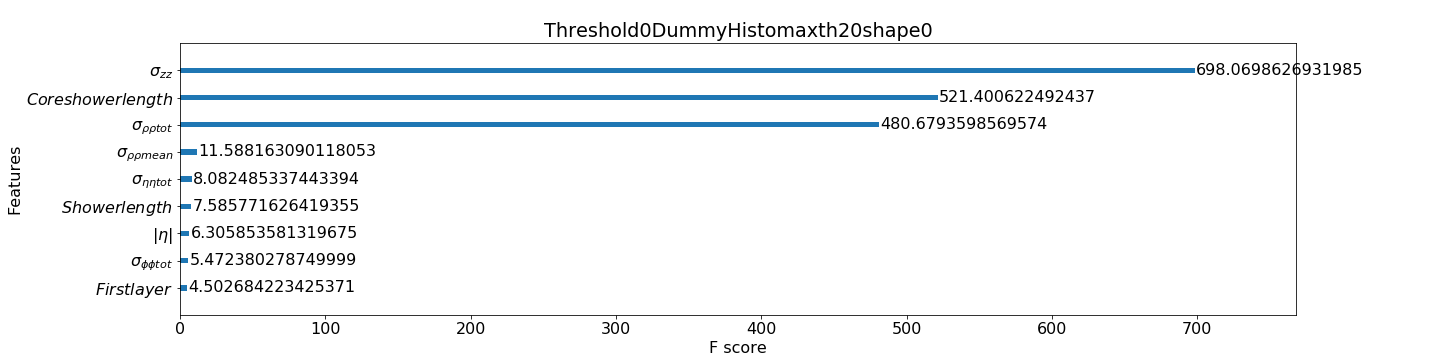 Threshold0DummyHistomaxth20shape0
σzz 698.0698626931985
Coreshowerlength 521.400622492437
σρρtot 480.6793598569574
σρρmean 11.588163090118053
σηηtot 8.082485337443394
Showerlength 7.585771626419355
|η| 6.305853581319675
σϕϕtot 5.472380278749999
Firstlayer 4.502684223425371
Features
0 100 200 300 400 500 600 700
F score